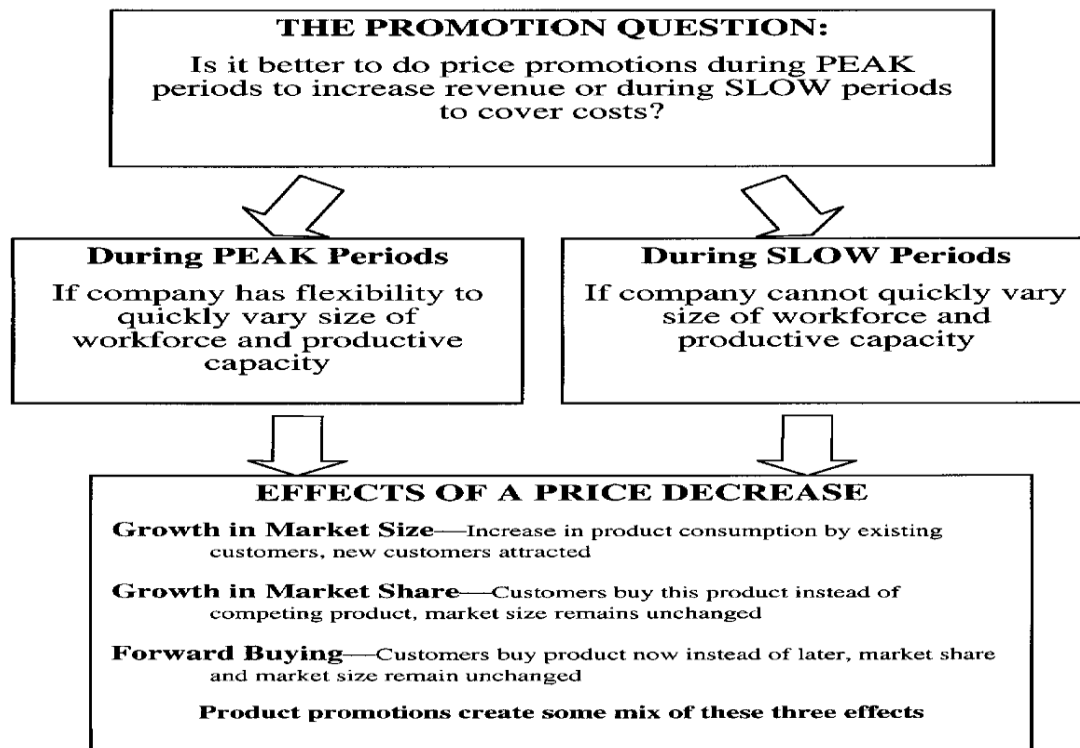 THE PROMOTION QUESTION:
Is it better to do price promotions during PEAK
periods to increase revenue or during SLOW periods
to cover costs?
During PEAK Periods
If company has flexibility to
quickly vary size of
workforce and productive
capacity
During SLOW Periods
If company cannot quickly vary
size of workforce and
productive capacity
EFFECTS OF A PRICE DECREASE
Growth in Market Size—Increase in product consumption by existing
customers, new customers attracted
Growth in Market Share—Customers buy this product instead of
competing product, market size remains unchanged
Forward Buying—Customers buy product now instead of later, market share
and market size remain unchanged
Product promotions create some mix of these three effects